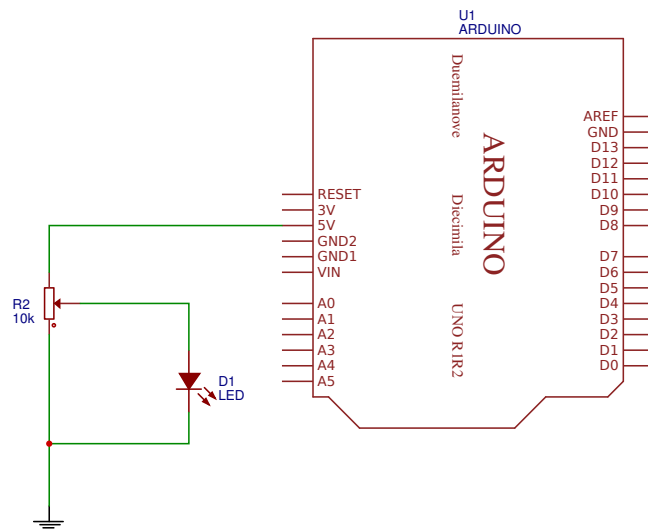 U1
ARDUINO
Duemilanove
ARDUINO
Diecimila
UNO R1R2
RESET
3V
5V
GND2
GND1
VIN
A0
A1
A2
A3
A4
A5
AREF
GND
D13
D12
D11
D10
D9
D8
D7
D6
D5
D4
D3
D2
D1
D0
R2
10k
D1
LED